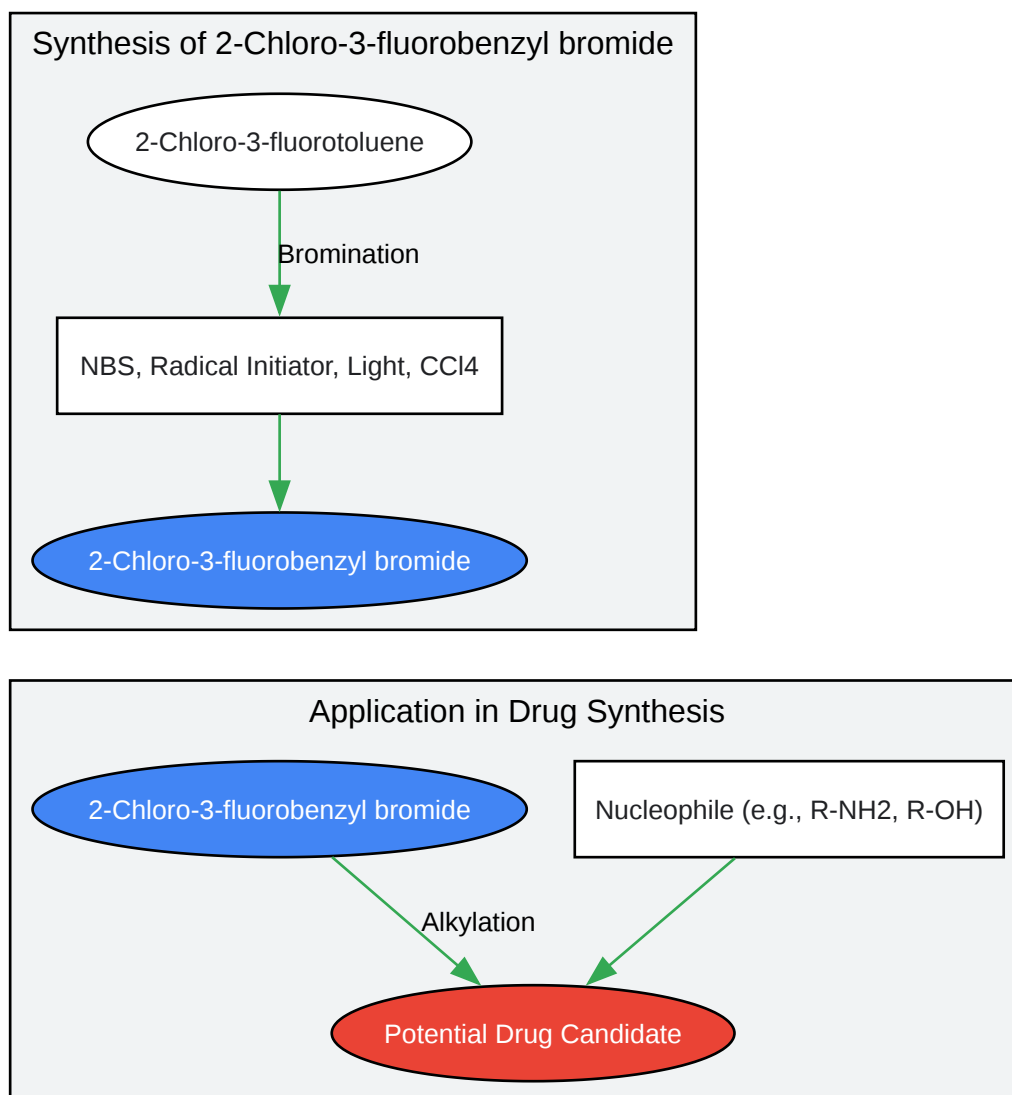 Synthesis of 2-Chloro-3-fluorobenzyl bromide
2-Chloro-3-fluorotoluene
Bromination
NBS, Radical Initiator, Light, CCl4
2-Chloro-3-fluorobenzyl bromide
Application in Drug Synthesis
2-Chloro-3-fluorobenzyl bromide
Nucleophile (e.g., R-NH2, R-OH)
Alkylation
Potential Drug Candidate